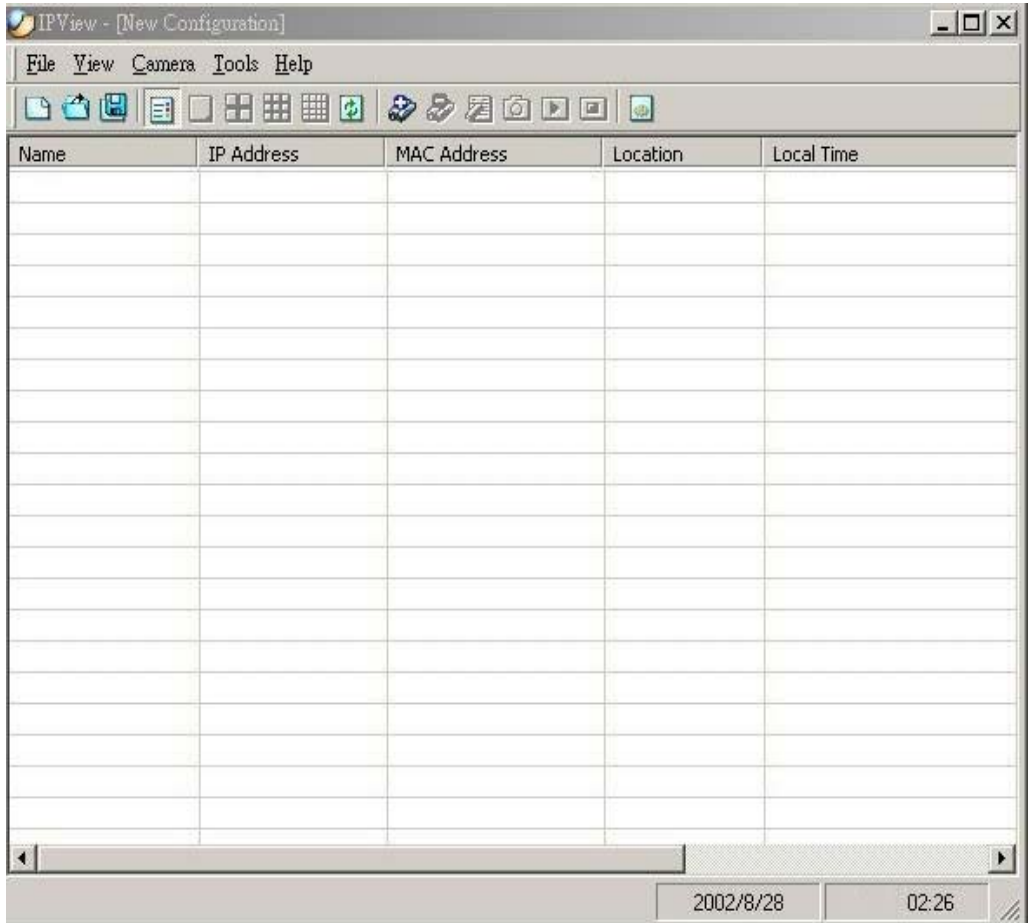 IPView - [New Configuration]
File View Camera Tools Help
Name IP Address MAC Address Location Local Time
2002/8/28 02:26